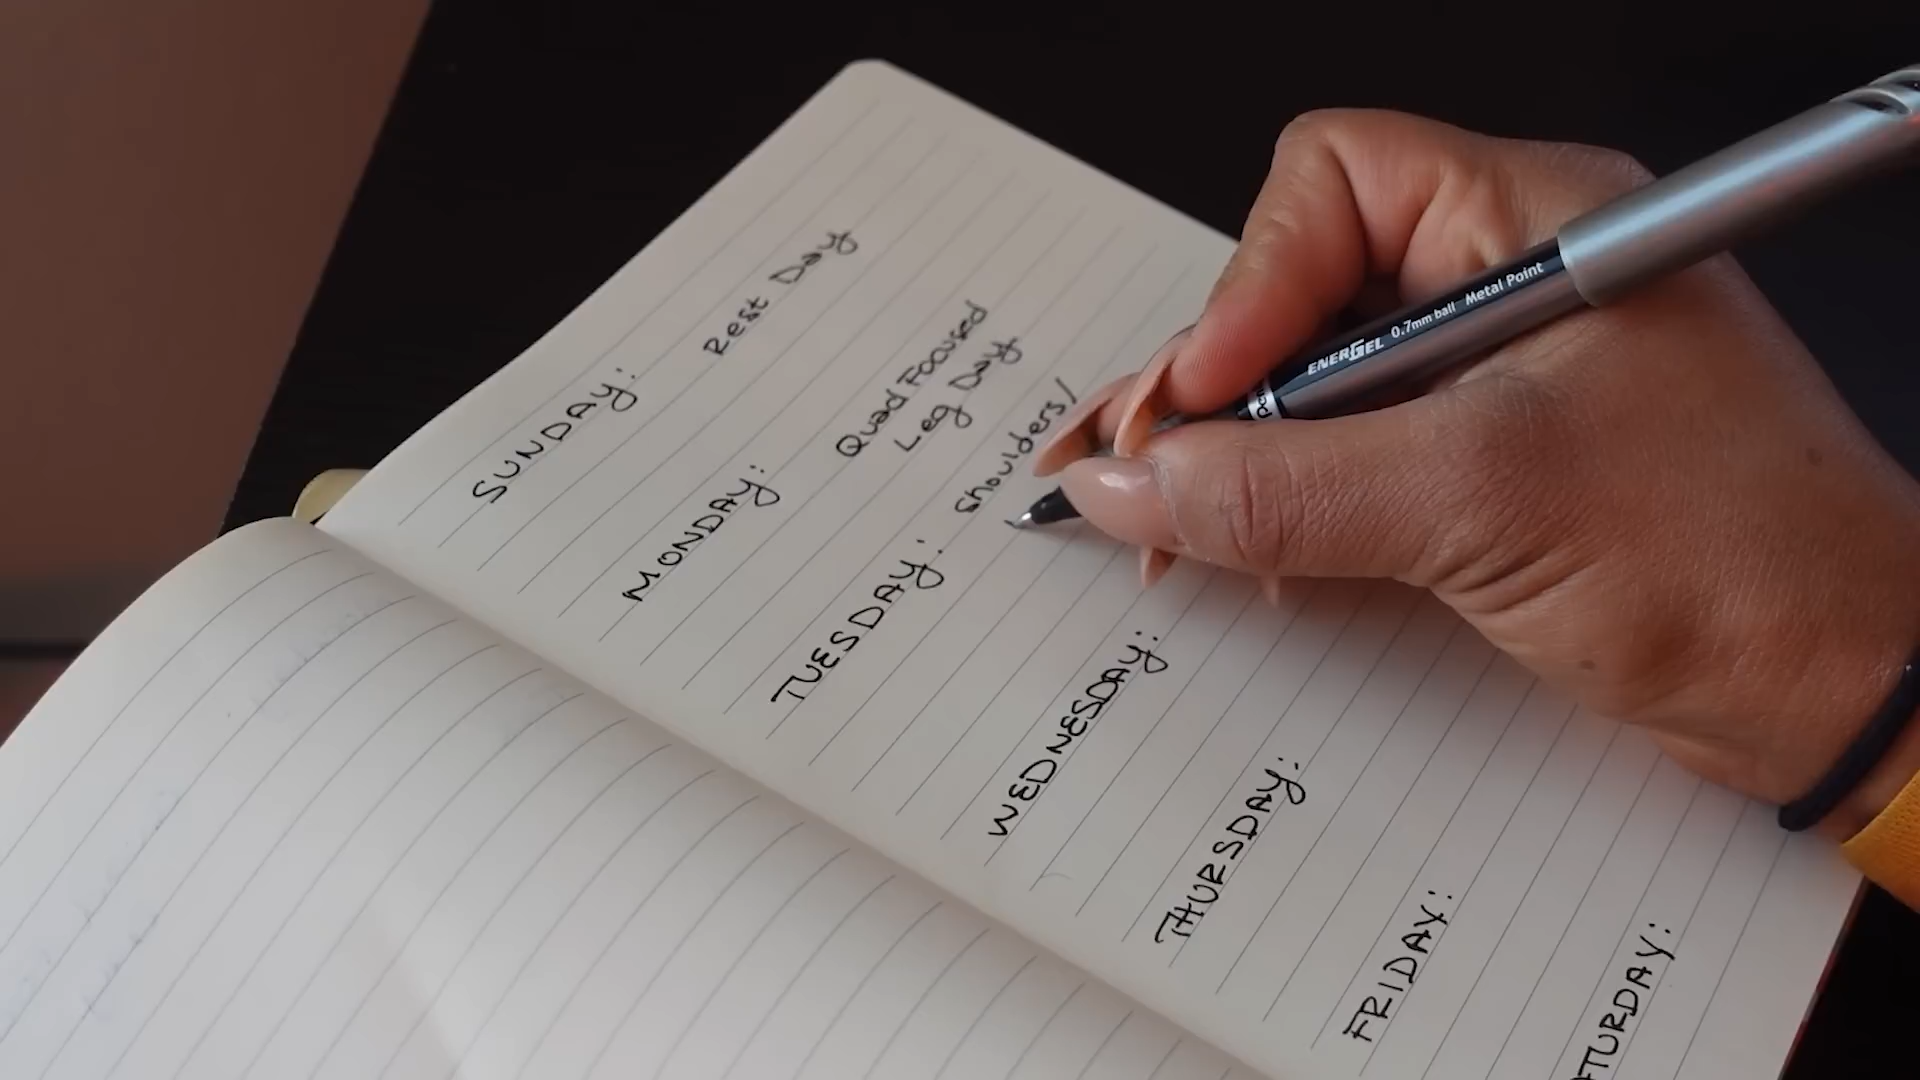 SUNDAY: Rest Day
MONDAY: Quad Focused
Leg Day
TUESDAY: Shoulders/
WEDNESDAY:
THURSDAY:
FRIDAY:
ATURDAY:
ENERGEL 0.7mm ball Metal Point